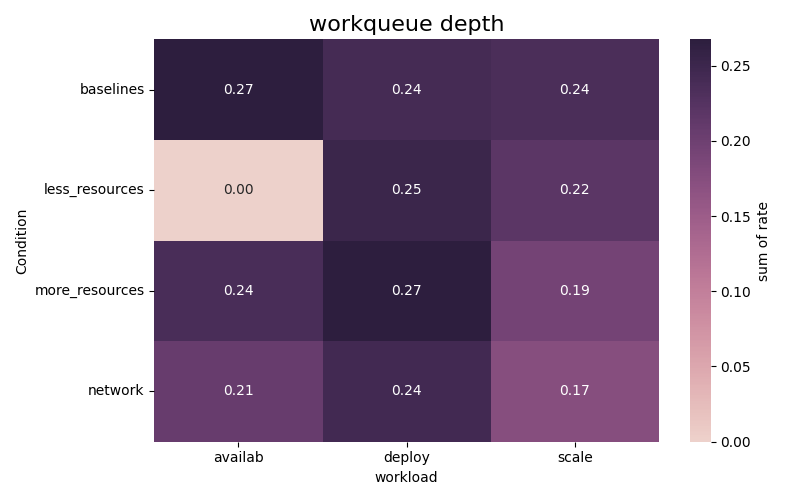 workqueue depth
baselines 0.27 0.24 0.24
less_resources 0.00 0.25 0.22
more_resources 0.24 0.27 0.19
network 0.21 0.24 0.17
availab deploy scale
workload
Condition
0.25
0.20
0.15
0.10
0.05
0.00
sum of rate